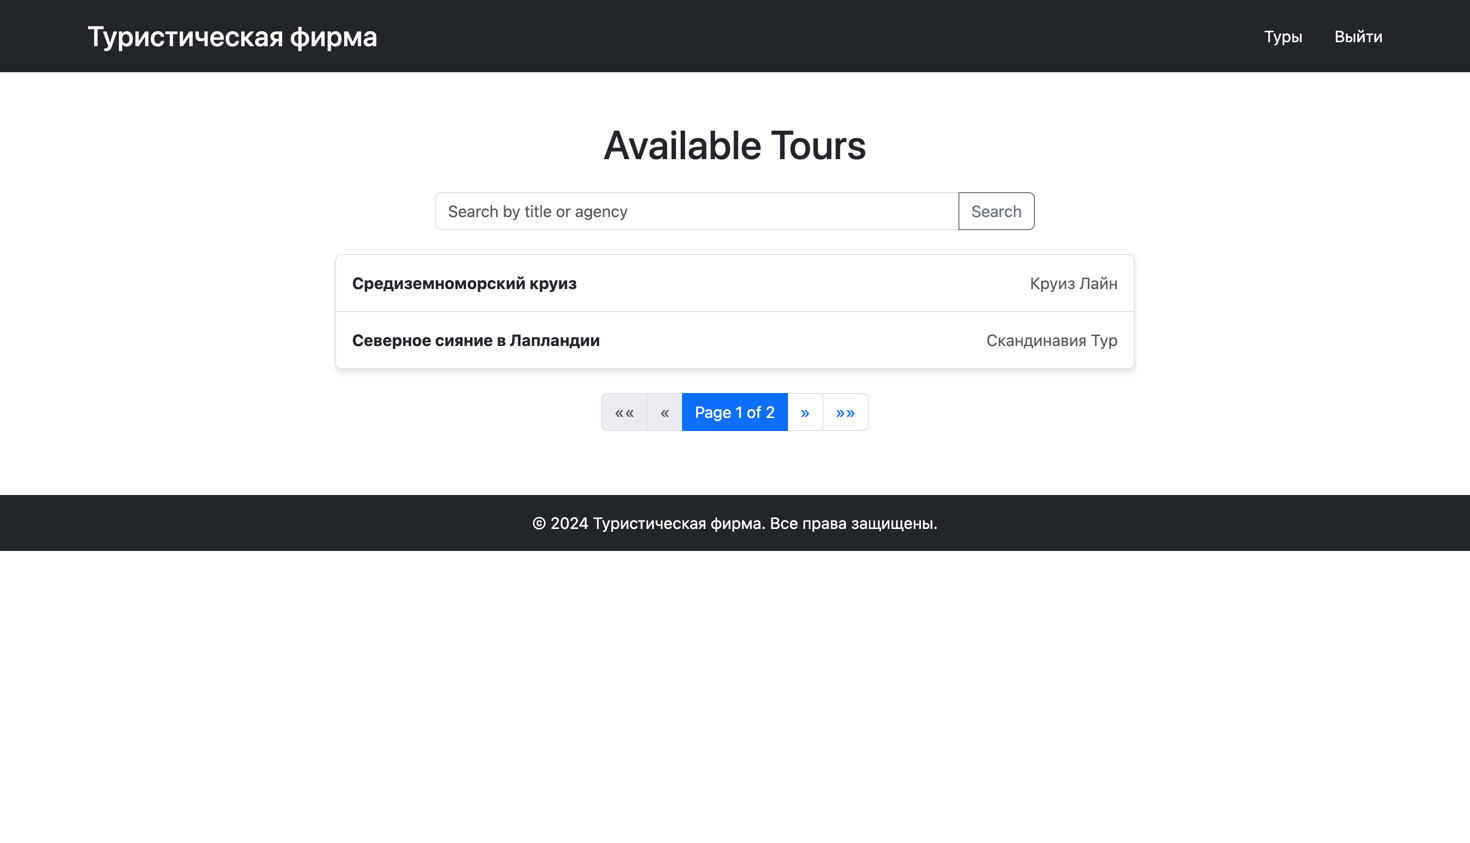 Туристическая фирма
Туры
Выйти
Available Tours
Search by title or agency
Search
Средиземноморский круиз
Круиз Лайн
Северное сияние в Лапландии
Скандинавия Тур
«« « Page 1 of 2 » »»
© 2024 Туристическая фирма. Все права защищены.